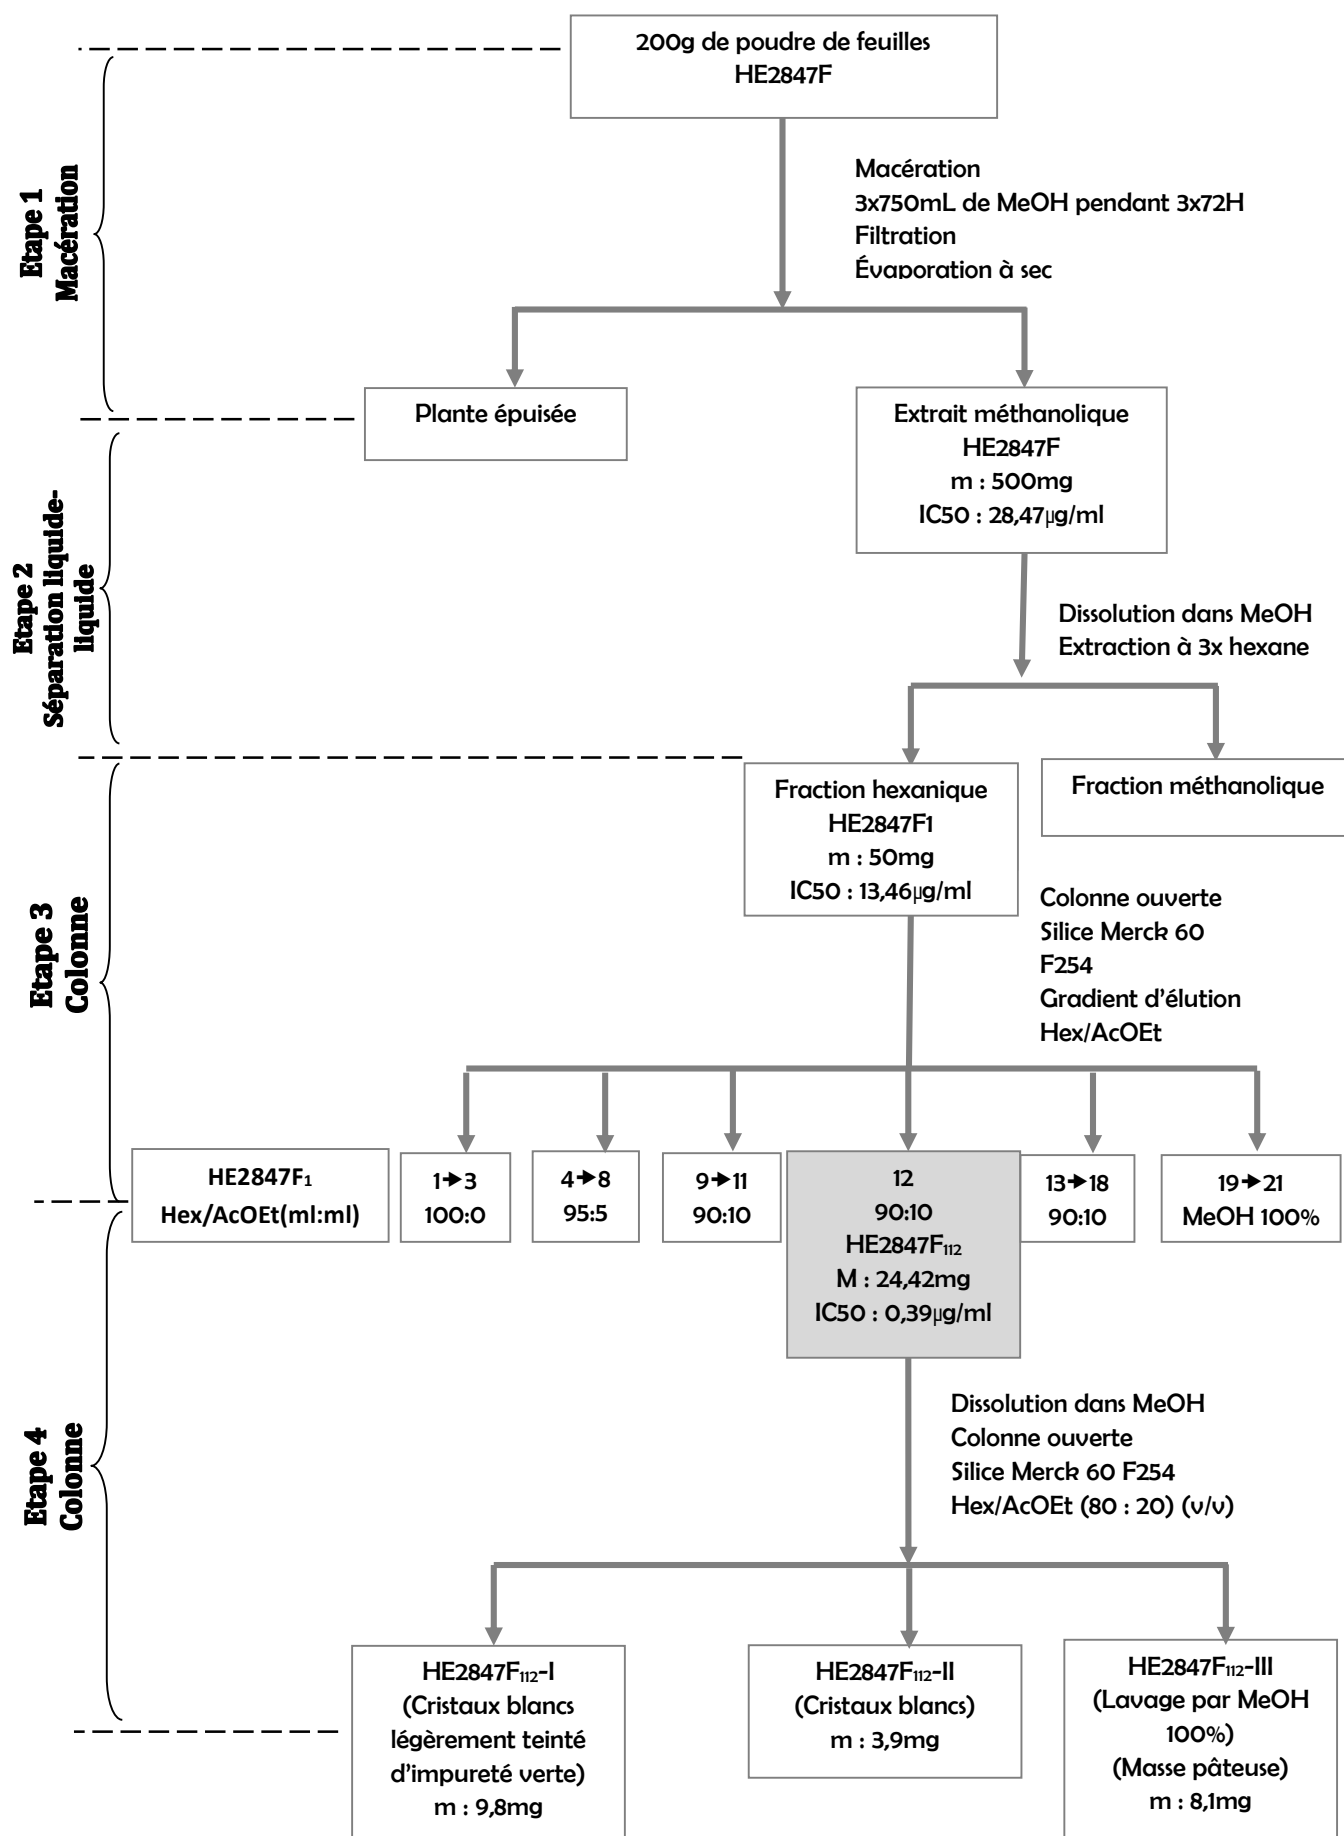 200g de poudre de feuilles
HE2847F
Etape 1
Macération
Macération
3x750mL de MeOH pendant 3x72H
Filtration
Évaporation à sec
Plante épuisée
Extrait méthanolique
HE2847F
m : 500mg
IC50 : 28,47µg/ml
Etape 2
Séparation liquide-
liquide
Dissolution dans MeOH
Extraction à 3x hexane
Fraction hexanique
HE2847F1
m : 50mg
IC50 : 13,46µg/ml
Fraction méthanolique
Etape 3
Colonne
Colonne ouverte
Silice Merck 60
F254
Gradient d'élution
Hex/AcOEt
HE2847F₁
Hex/AcOEt(ml:ml)
1→3
100:0
4→8
95:5
9→11
90:10
12
90:10
HE2847F₁₁₂
M : 24,42mg
IC50 : 0,39µg/ml
13→18
90:10
19→21
MeOH 100%
Etape 4
Colonne
Dissolution dans MeOH
Colonne ouverte
Silice Merck 60 F254
Hex/AcOEt (80 : 20) (v/v)
HE2847F₁₁₂-I
(Cristaux blancs
légèrement teinté
d'impureté verte)
m : 9,8mg
HE2847F₁₁₂-II
(Cristaux blancs)
m : 3,9mg
HE2847F₁₁₂-III
(Lavage par MeOH
100%)
(Masse pâteuse)
m : 8,1mg